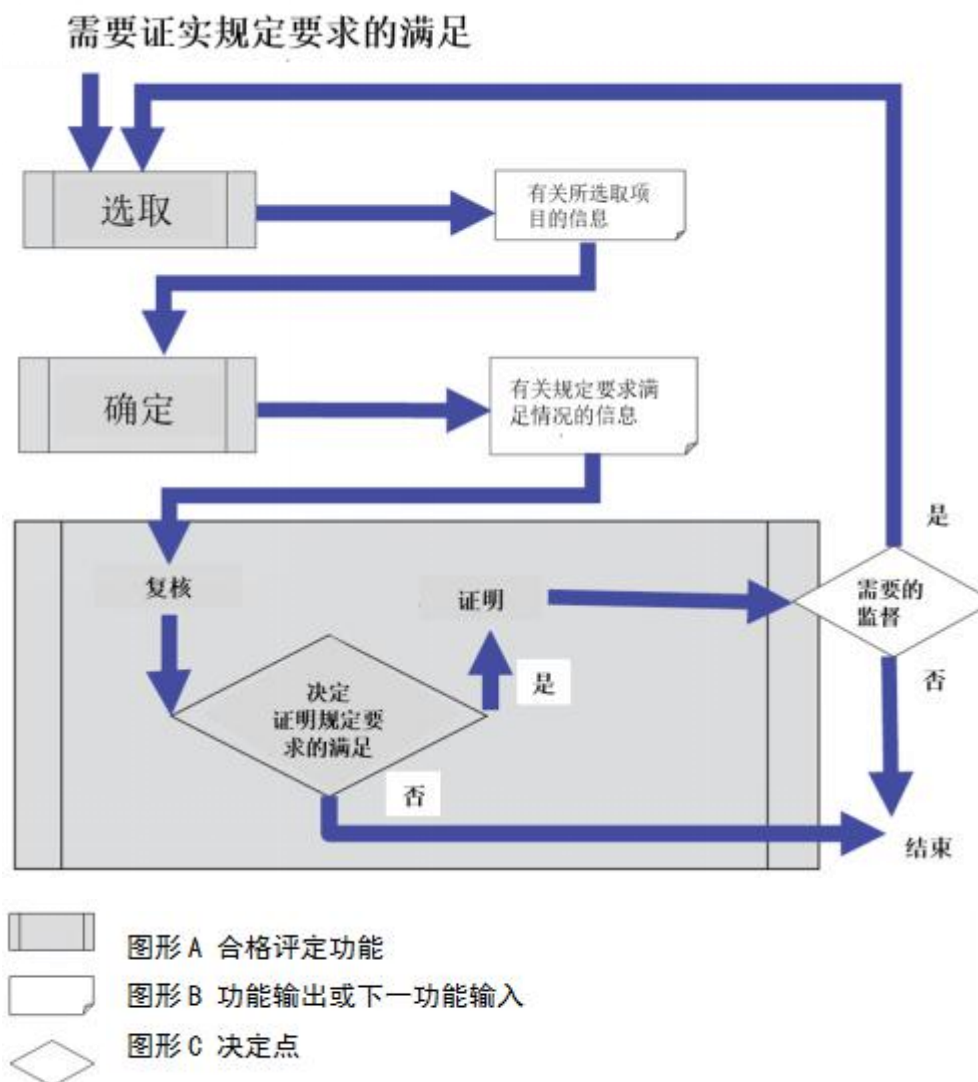 需要证实规定要求的满足
选取
有关所选取项
目的信息
确定
有关规定要求满
足情况的信息
复核
证明
是
需要的
监督
决定
证明规定要
求的满足
是
否
否
结束
图形A 合格评定功能
图形B 功能输出或下一功能输入
图形C 决定点